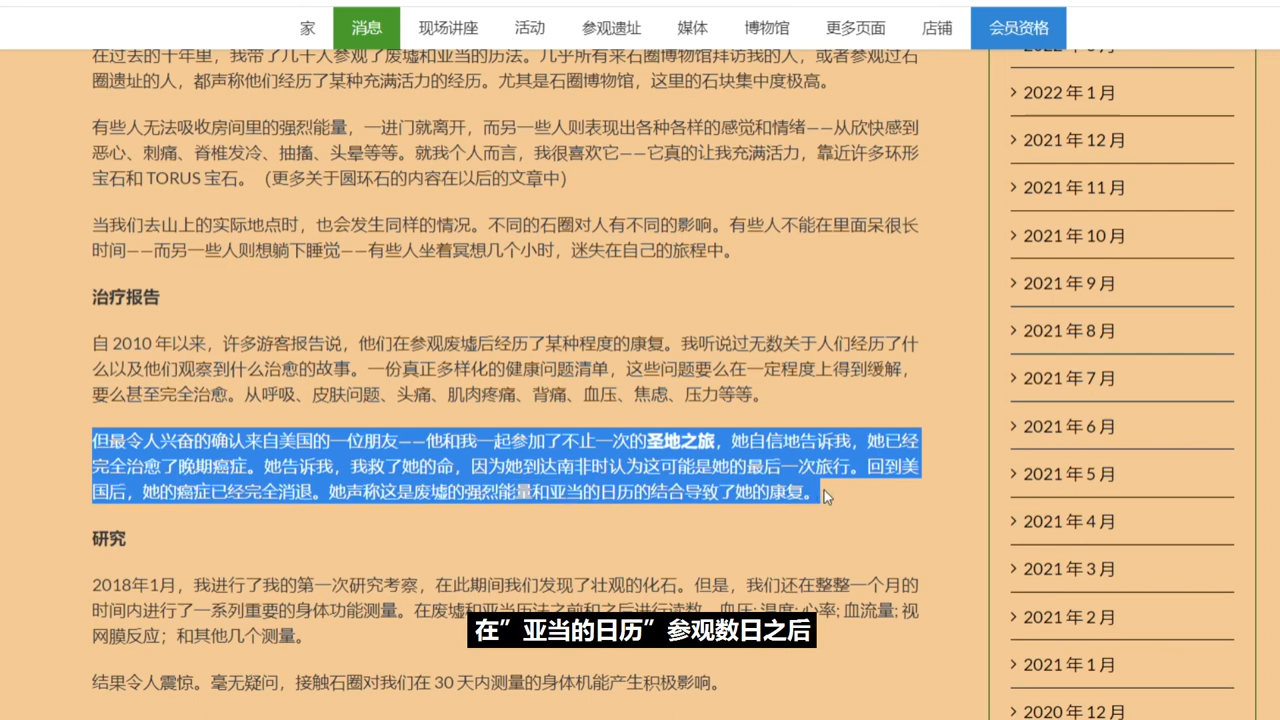 家 消息 现场讲座 活动 参观遗址 媒体 博物馆 更多页面 店铺 会员资格
在过去的十年里，我带了几十人参观了废墟和亚当的历法。几乎所有来石圈博物馆拜访我的人，或者参观过石
圈遗址的人，都声称他们经历了某种充满活力的经历。尤其是石圈博物馆，这里的石块集中度极高。
有些人无法吸收房间里的强烈能量，一进门就离开，而另一些人则表现出各种各样的感觉和情绪——从欣快感到
恶心、刺痛、脊椎发冷、抽搐、头晕等等。就我个人而言，我很喜欢它——它真的让我充满活力，靠近许多环形
宝石和 TORUS 宝石。（更多关于圆环石的内容在以后的文章中）
当我们去山上的实际地点时，也会发生同样的情况。不同的石圈对人有不同的影响。有些人不能在里面呆很长
时间——而另一些人则想躺下睡觉——有些人坐着冥想几个小时，迷失在自己的旅程中。
治疗报告
自 2010 年以来，许多游客报告说，他们在参观废墟后经历了某种程度的康复。我听说过无数关于人们经历了什
么以及他们观察到什么治愈的故事。一份真正多样化的健康问题清单，这些问题要么在一定程度上得到缓解，
要么甚至完全治愈。从呼吸、皮肤问题、头痛、肌肉疼痛、背痛、血压、焦虑、压力等等。
但最令人兴奋的确认来自美国的一位朋友——他和我一起参加了不止一次的圣地之旅，她自信地告诉我，她已经
完全治愈了晚期癌症。她告诉我，我救了她的命，因为她到达南非时认为这可能是她的最后一次旅行。回到美
国后，她的癌症已经完全消退。她声称这是废墟的强烈能量和亚当的日历的结合导致了她的康复。
研究
2018年1月，我进行了我的第一次研究考察，在此期间我们发现了壮观的化石。但是，我们还在整整一个月的
时间内进行了一系列重要的身体功能测量。在废墟和亚当历法之前和之后进行读数。血压; 温度; 心率; 血流量; 视
网膜反应；和其他几个测量。
结果令人震惊。毫无疑问，接触石圈对我们在 30 天内测量的身体机能产生积极影响。
在”亚当的日历”参观数日之后
2022 年 1 月
2021 年 12 月
2021 年 11 月
2021 年 10 月
2021 年 9 月
2021 年 8 月
2021 年 7 月
2021 年 6 月
2021 年 5 月
2021 年 4 月
2021 年 3 月
2021 年 2 月
2021 年 1 月
2020 年 12 月